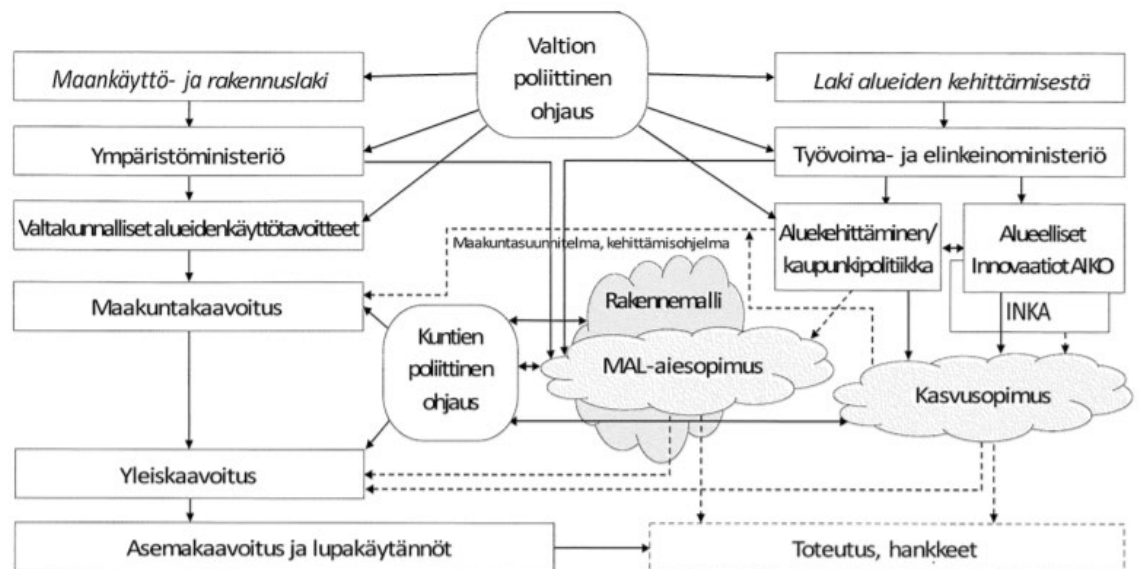 Valtion
poliittinen
ohjaus
Maankäyttö- ja rakennuslaki
Laki alueiden kehittämisestä
Ympäristöministeriö
Työvoima- ja elinkeinoministeriö
Valtakunnalliset alueidenkäyttötavoitteet
Maakuntasuunnitelma, kehittämisohjelma
Aluekehittäminen/
kaupunkipolitiikka
Alueelliset
Innovaatiot AIKO
INKA
Maakuntakaavoitus
Kuntien
poliittinen
ohjaus
Rakennemalli
MAL-aiesopimus
Kasvusopimus
Yleiskaavoitus
Asemakaavoitus ja lupakäytännöt
Toteutus, hankkeet